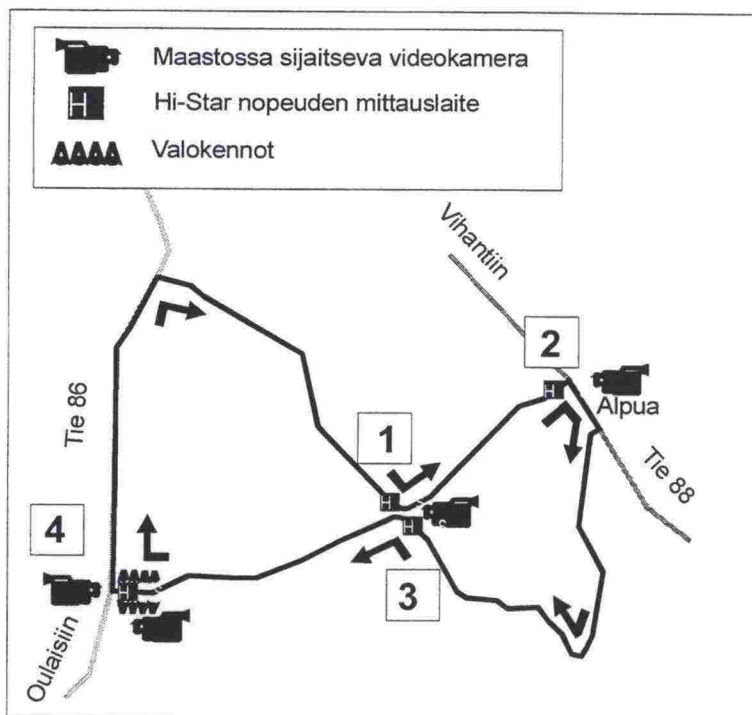 Maastossa sijaitseva videokamera
H
Hi-Star nopeuden mittauslaite
Valokennot
Vihantiin
2
H
Alpua
Tie 86
1
H
Tie 88
H
4
3
H
Oulaisiin